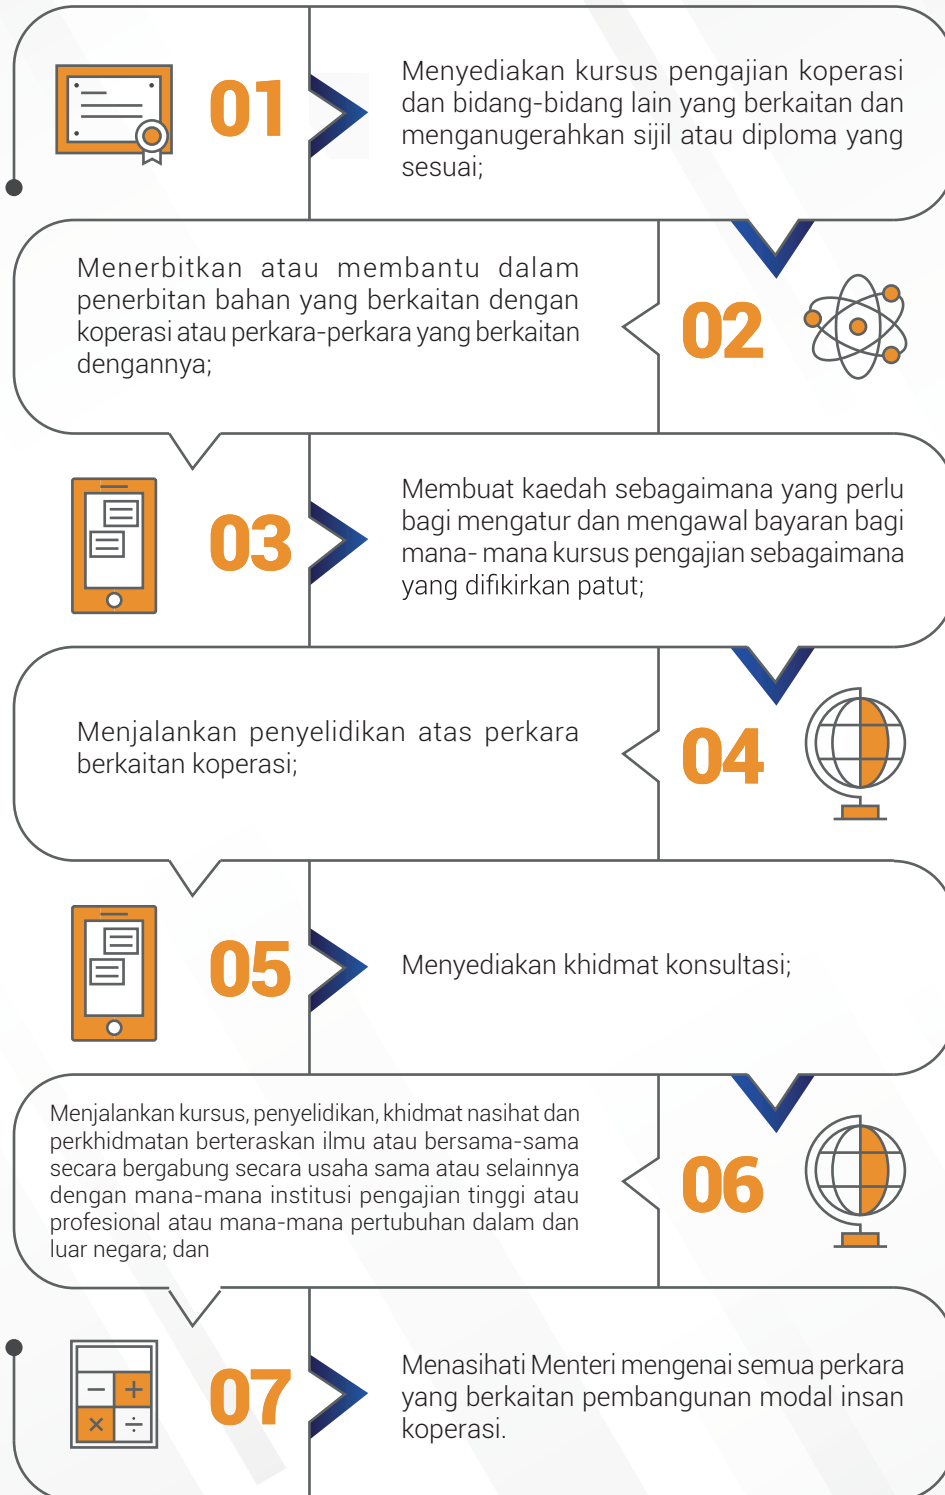 01
Menyediakan kursus pengajian koperasi
dan bidang-bidang lain yang berkaitan dan
menganugerahkan sijil atau diploma yang
sesuai;
Menerbitkan atau membantu dalam
penerbitan bahan yang berkaitan dengan
koperasi atau perkara-perkara yang berkaitan
dengannya;
02
03
Membuat kaedah sebagaimana yang perlu
bagi mengatur dan mengawal bayaran bagi
mana- mana kursus pengajian sebagaimana
yang difikirkan patut;
Menjalankan penyelidikan atas perkara
berkaitan koperasi;
04
05
Menyediakan khidmat konsultasi;
Menjalankan kursus, penyelidikan, khidmat nasihat dan
perkhidmatan berteraskan ilmu atau bersama-sama
secara bergabung secara usaha sama atau selainnya
dengan mana-mana institusi pengajian tinggi atau
profesional atau mana-mana pertubuhan dalam dan
luar negara; dan
06
07
Menasihati Menteri mengenai semua perkara
yang berkaitan pembangunan modal insan
koperasi.